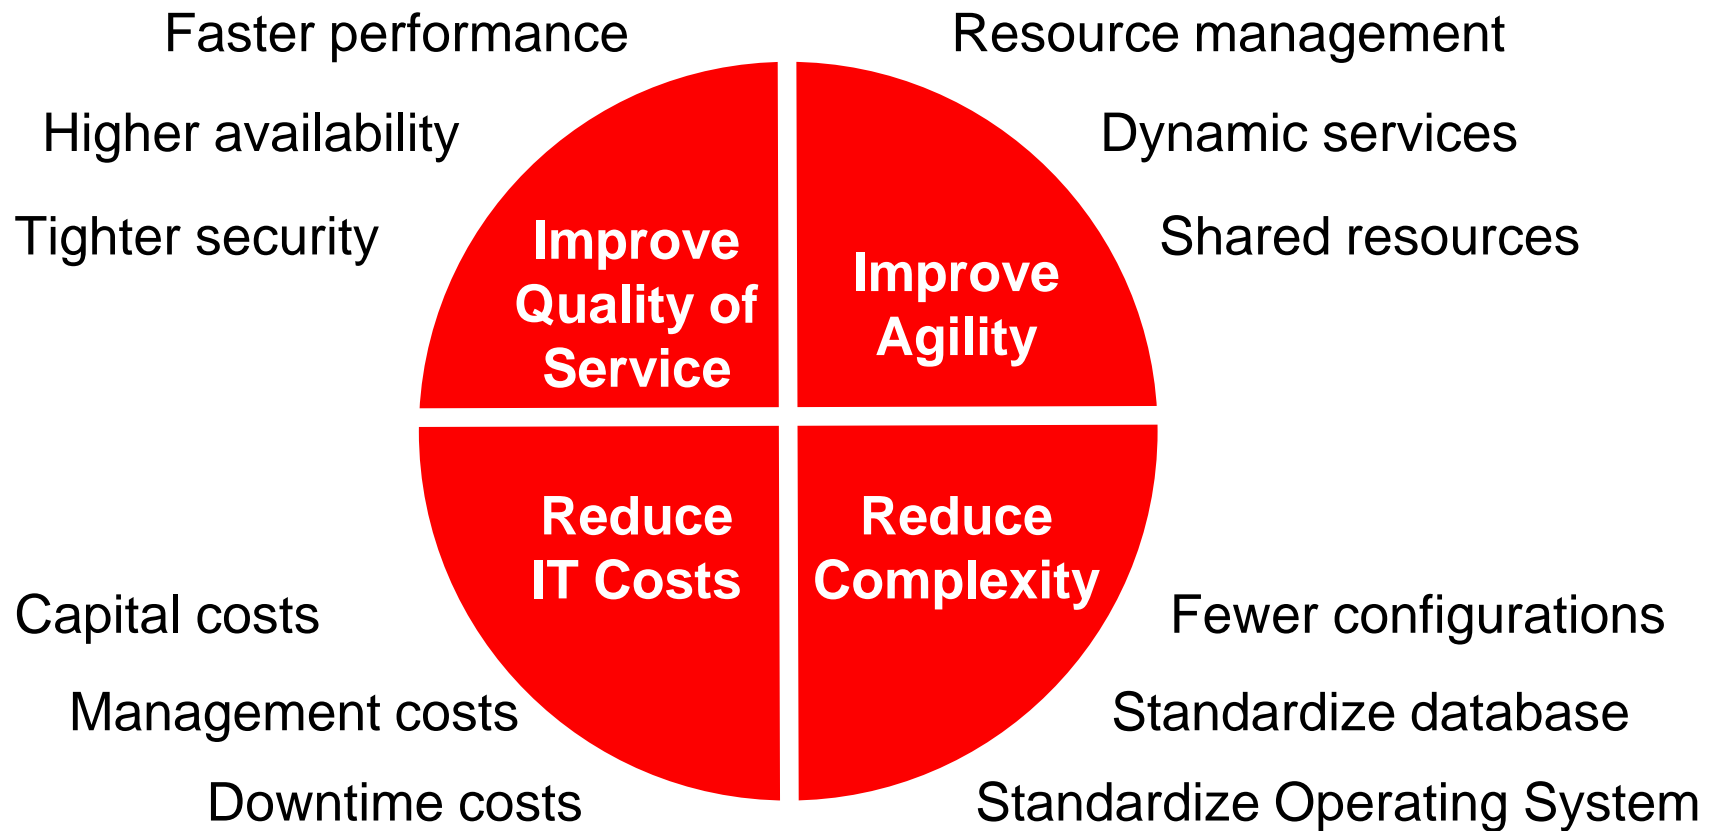 Faster performance
Higher availability
Tighter security
Improve
Quality of
Service
Resource management
Dynamic services
Shared resources
Improve
Agility
Reduce
IT Costs
Capital costs
Management costs
Downtime costs
Reduce
Complexity
Fewer configurations
Standardize database
Standardize Operating System